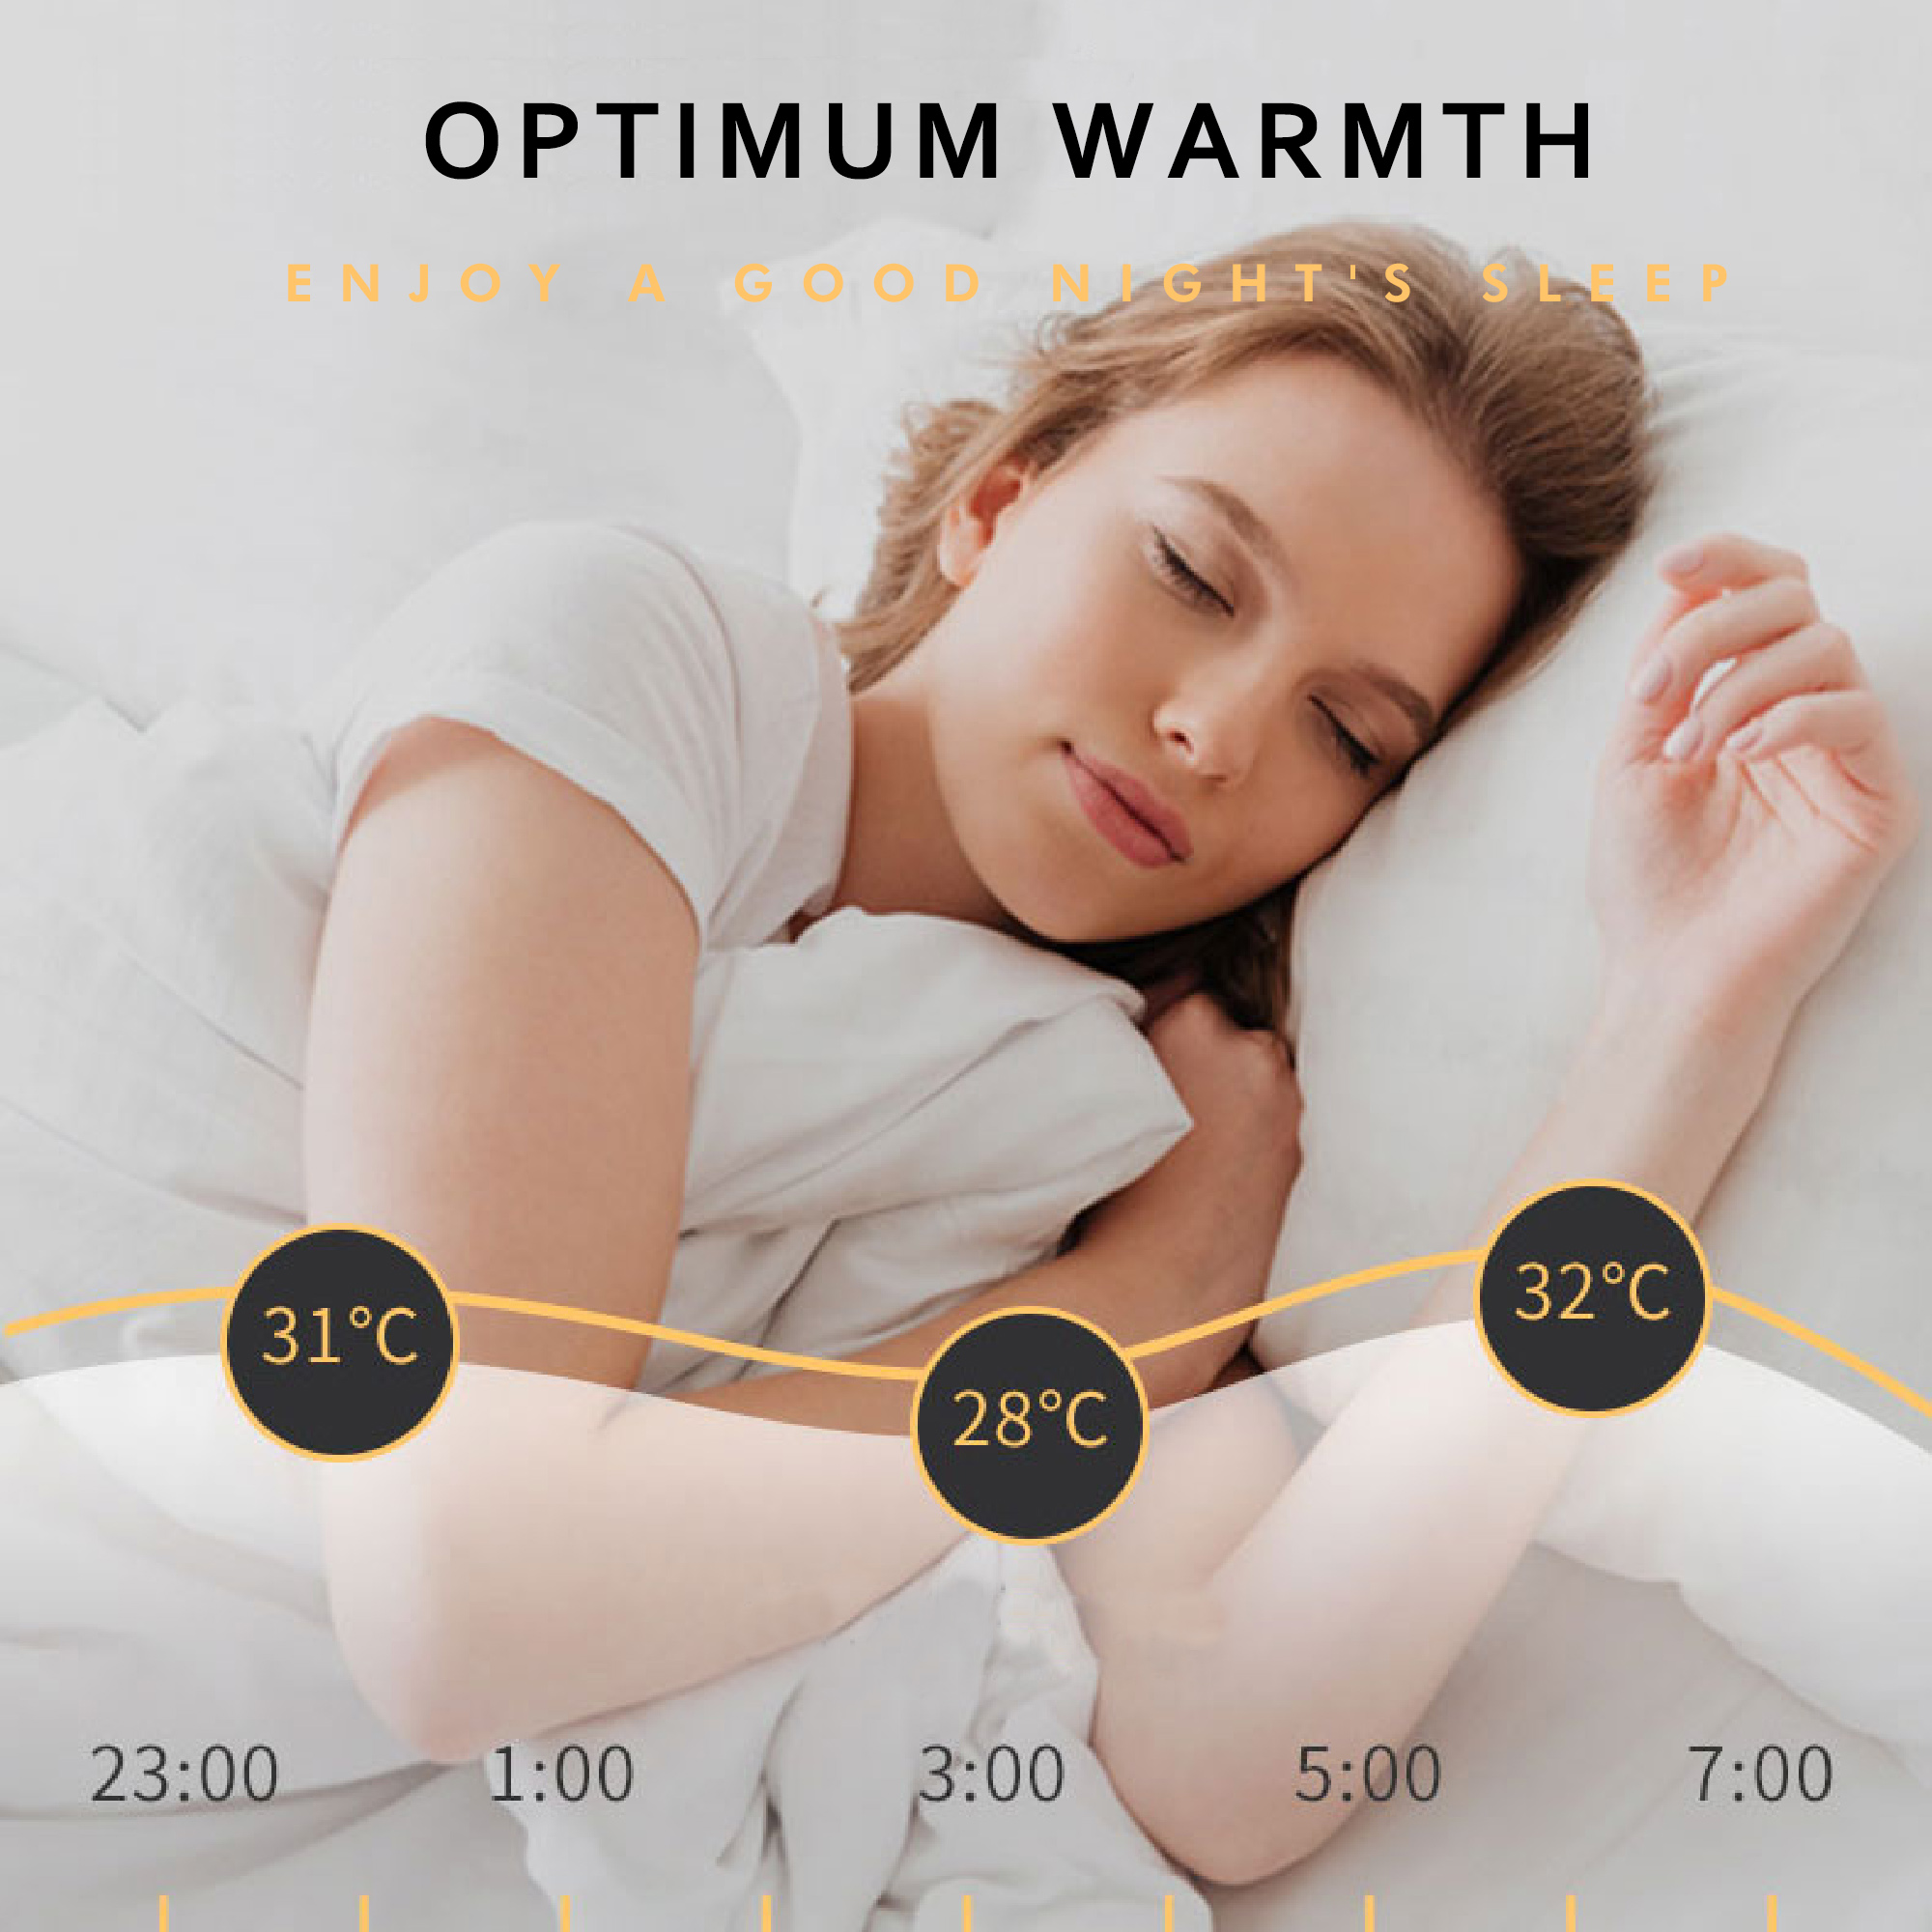 OPTIMUM WARMTH
ENJOY A GOOD NIGHT'S SLEEP
31°C
28°C
32°C
23:00 1:00 3:00 5:00 7:00